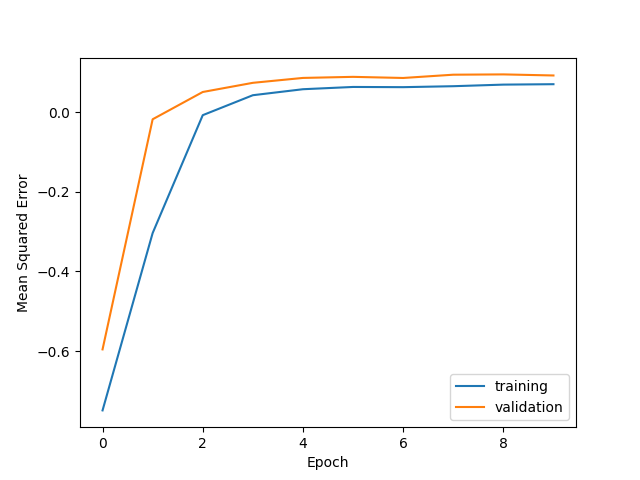 0.0
−0.2
−0.4
−0.6
Mean Squared Error
0 2 4 6 8
Epoch
training
validation